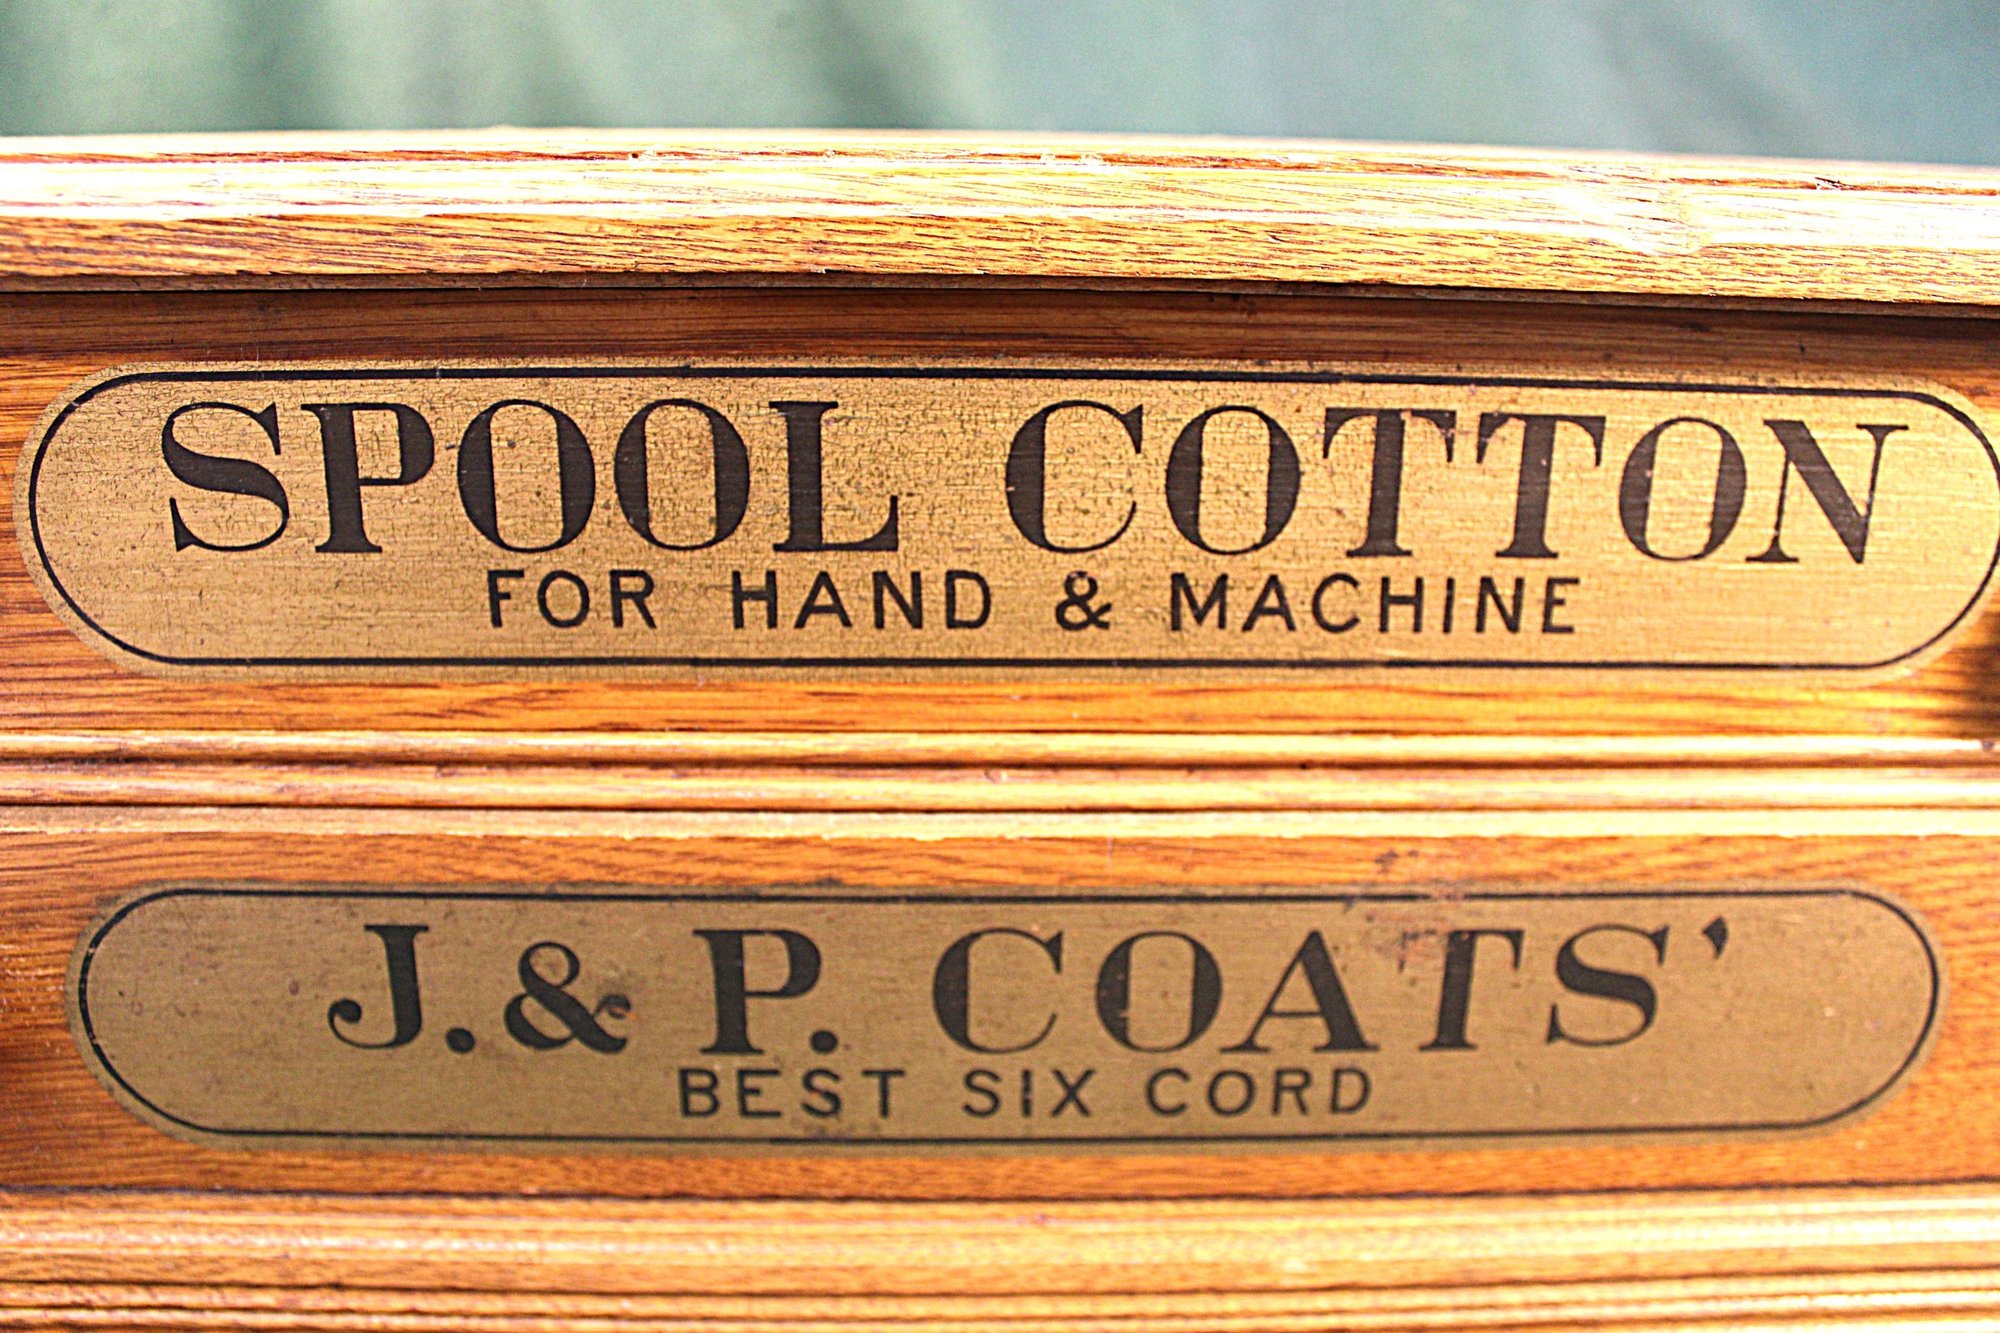 SPOOL COTTON
FOR HAND & MACHINE
J. & P. COATS'
BEST SIX CORD